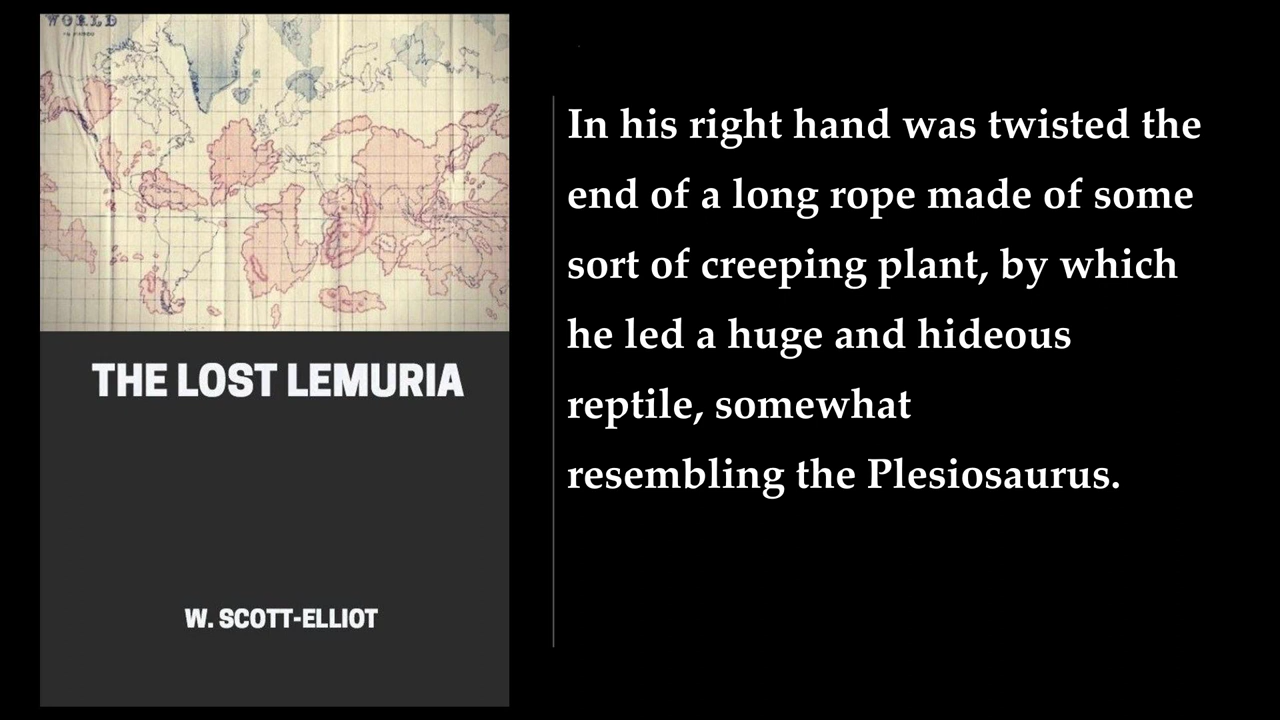 WORLD
THE LOST LEMURIA
W. SCOTT-ELLIOT
In his right hand was twisted the
end of a long rope made of some
sort of creeping plant, by which
he led a huge and hideous
reptile, somewhat
resembling the Plesiosaurus.